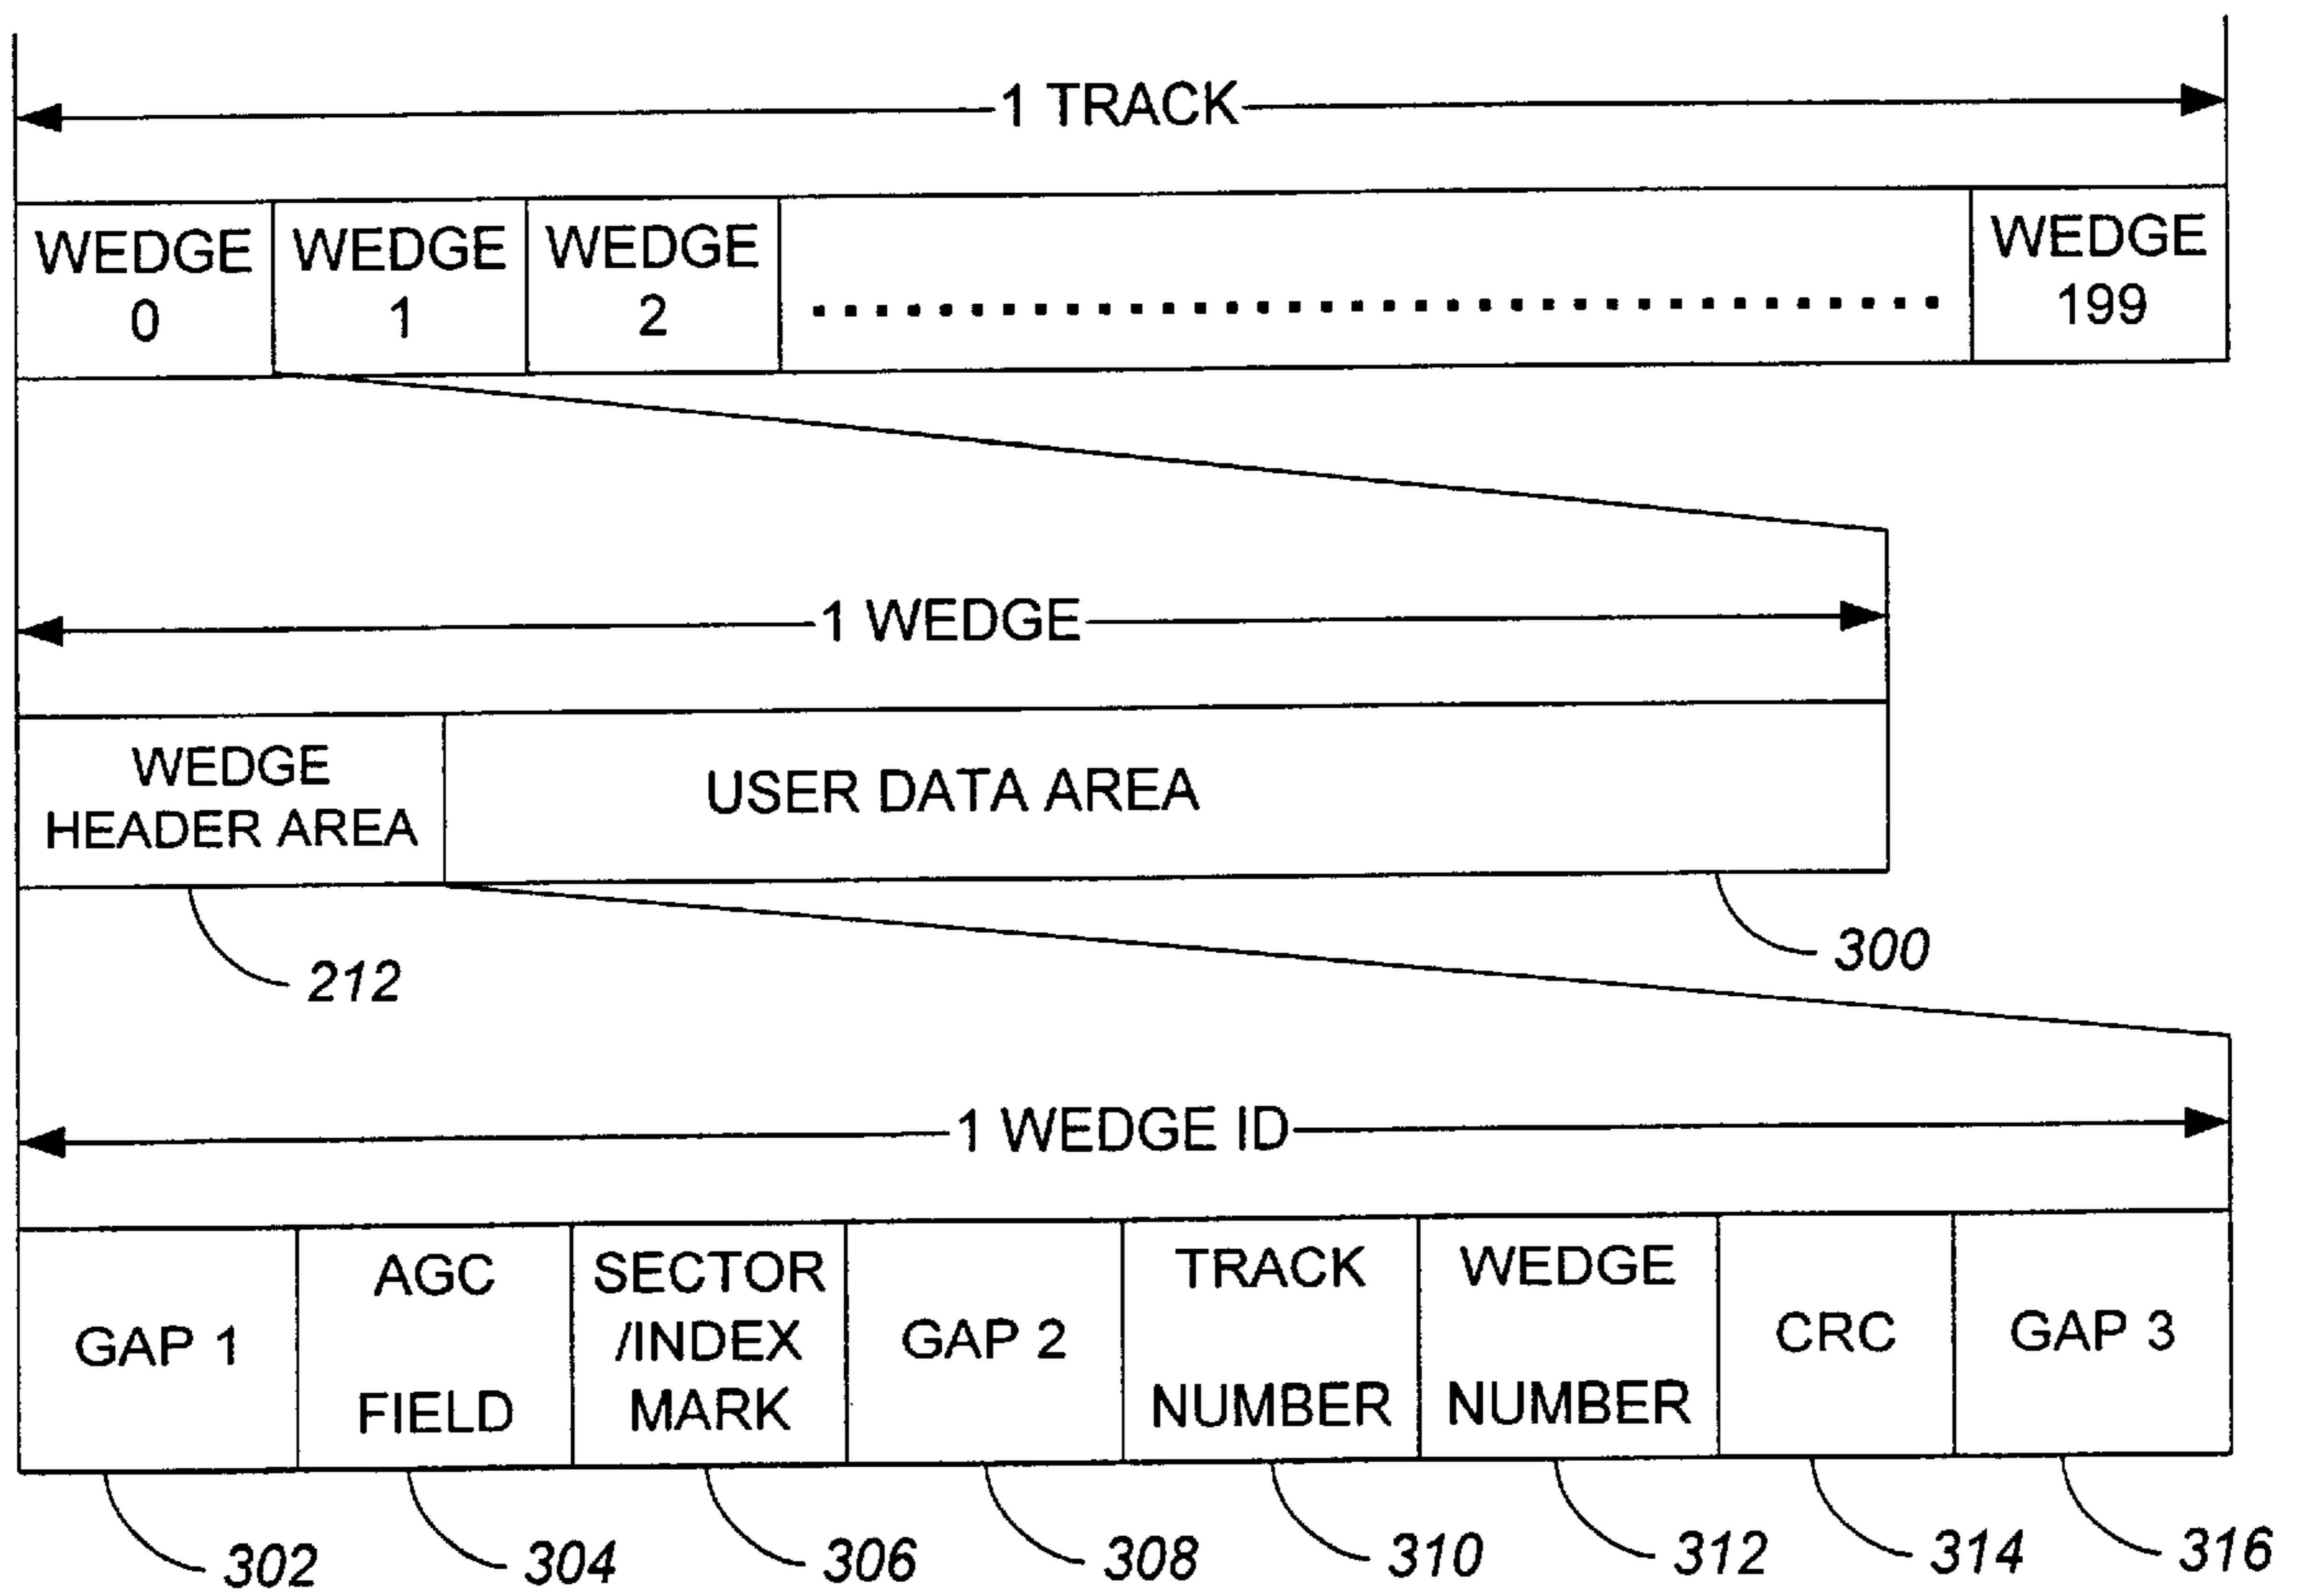 1 TRACK
WEDGE
0
WEDGE
1
WEDGE
2
WEDGE
199
1 WEDGE
WEDGE
HEADER AREA
USER DATA AREA
212
300
1 WEDGE ID
GAP 1
AGC
FIELD
SECTOR
/INDEX
MARK
GAP 2
TRACK
NUMBER
WEDGE
NUMBER
CRC
GAP 3
302
304
306
308
310
312
314
316